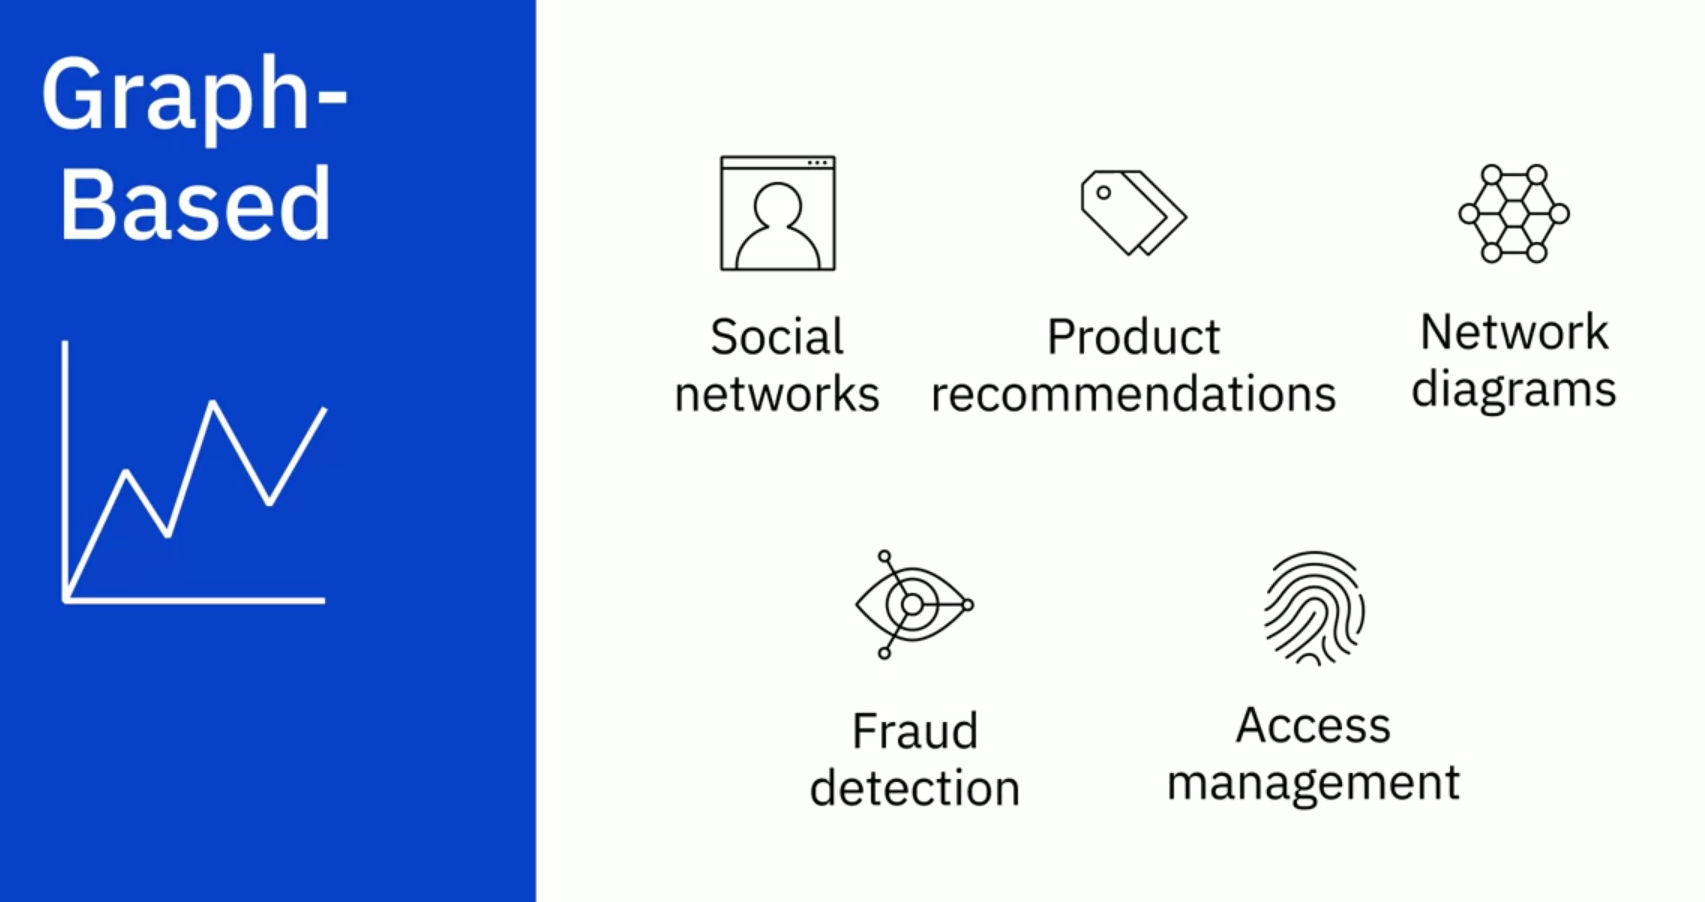 Graph-
Based
Social
networks
Product
recommendations
Network
diagrams
Fraud
detection
Access
management